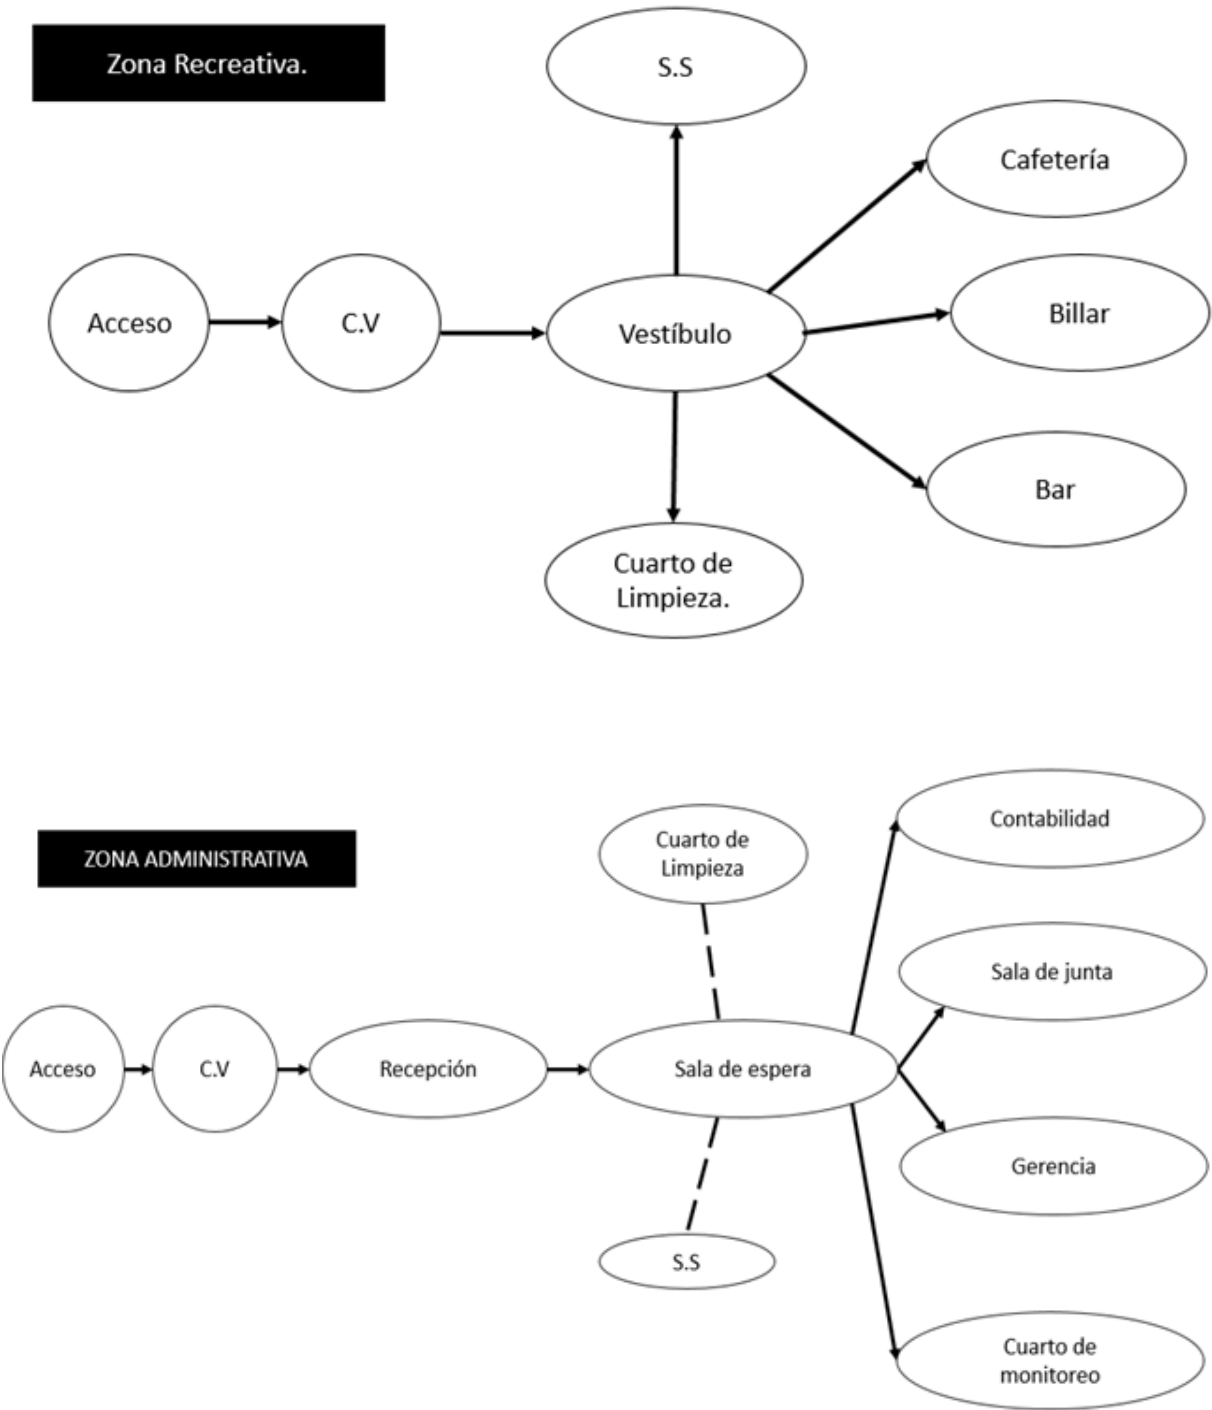 Zona Recreativa.
S.S
Cafetería
Acceso
C.V
Vestíbulo
Billar
Bar
Cuarto de
Limpieza.
ZONA ADMINISTRATIVA
Cuarto de
Limpieza
Contabilidad
Sala de junta
Acceso
C.V
Recepción
Sala de espera
Gerencia
S.S
Cuarto de
monitoreo